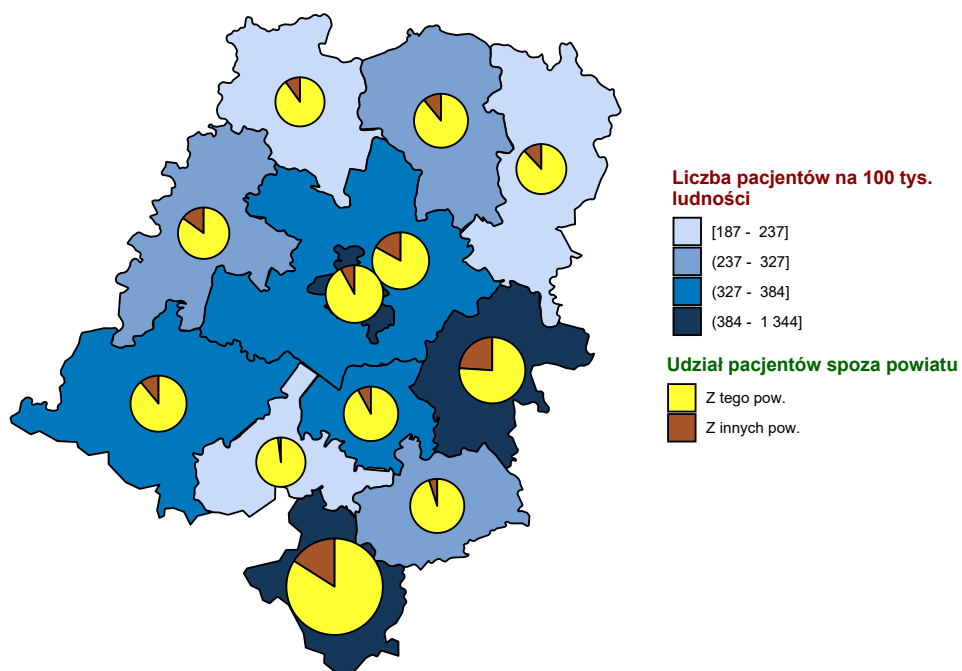 Liczba pacjentów na 100 tys.
ludności
[187 - 237]
(237 - 327]
(327 - 384]
(384 - 1 344]
Udział pacjentów spoza powiatu
Z tego pow.
Z innych pow.